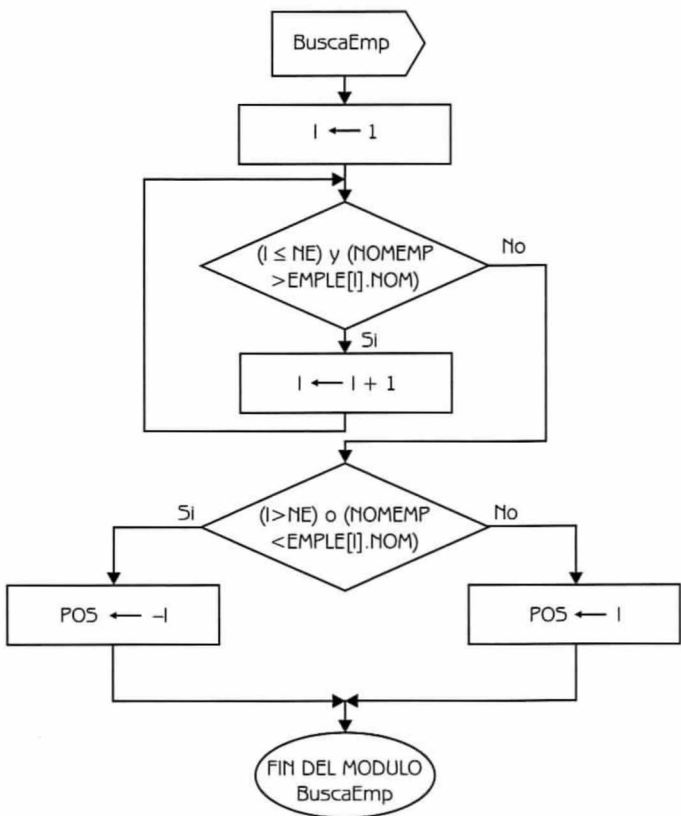 BuscaEmp
I ← 1
(I ≤ NE) y (NOMEMP
>EMPLE[I].NOM)
No
Si
I ← I + 1
Si
(I>NE) o (NOMEMP
<EMPLE[I].NOM)
No
POS ← –I
POS ← I
FIN DEL MODULO
BuscaEmp